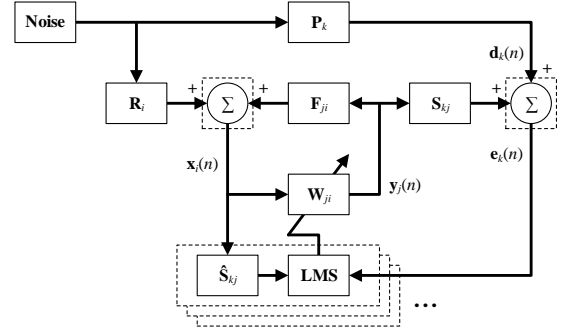 Noise
P_k
d_k(n)
+
R_i
+
Σ
+
F_ji
S_kj
+
Σ
x_i(n)
e_k(n)
W_ji
y_j(n)
Ŝ_kj
LMS
...